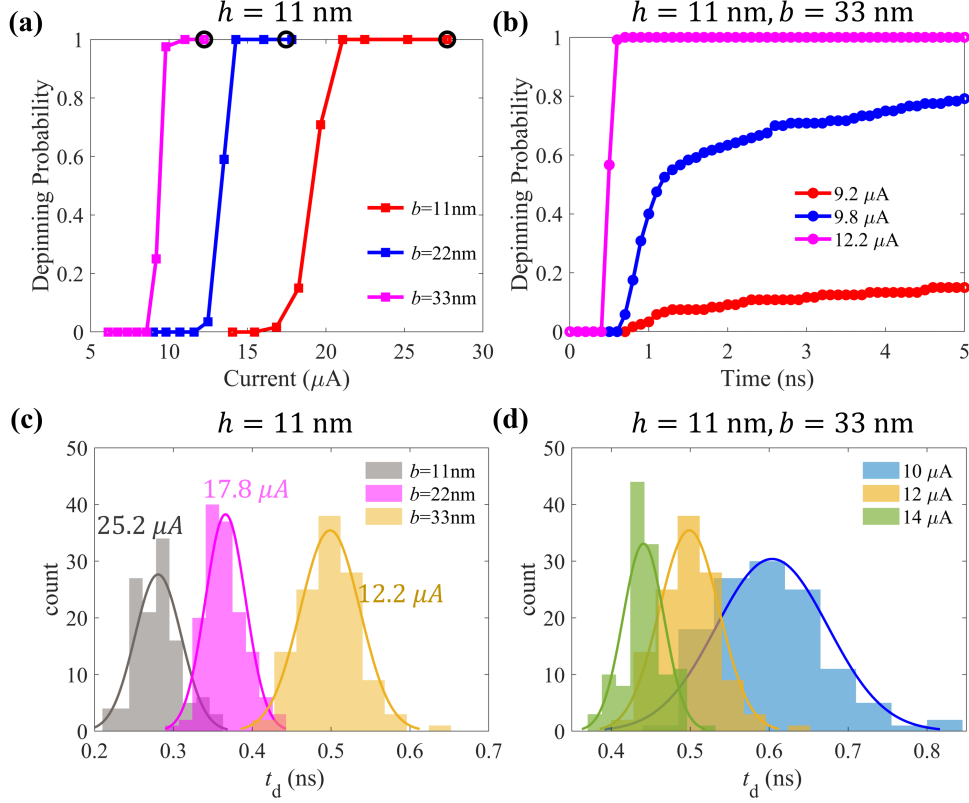 (a)
h = 11 nm
Depinning Probability
1
0.8
0.6
0.4
0.2
0
b=11nm
b=22nm
b=33nm
5
10
15
20
25
30
Current (μA)
(b)
h = 11 nm, b = 33 nm
Depinning Probability
1
0.8
0.6
0.4
0.2
0
9.2 μA
9.8 μA
12.2 μA
0
1
2
3
4
5
Time (ns)
(c)
h = 11 nm
count
50
40
30
20
10
0
25.2 μA
17.8 μA
12.2 μA
b=11nm
b=22nm
b=33nm
0.2
0.3
0.4
0.5
0.6
0.7
td (ns)
(d)
h = 11 nm, b = 33 nm
count
50
40
30
20
10
0
10 μA
12 μA
14 μA
0.4
0.5
0.6
0.7
0.8
td (ns)